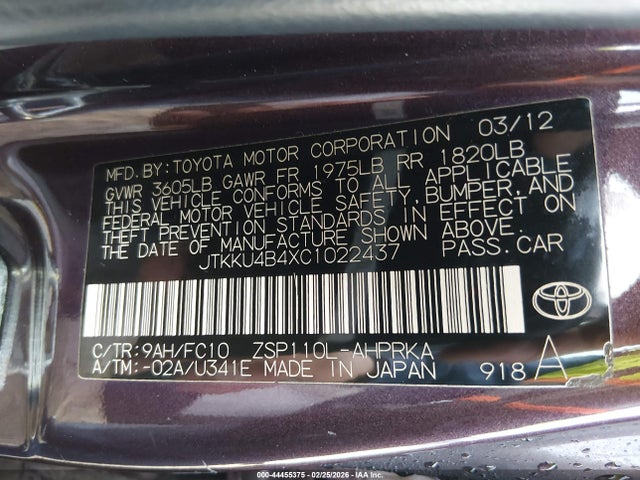 MFD. BY: TOYOTA MOTOR CORPORATION 03/12
GVWR 3605LB GAWR FR 1975LB RR 1820LB
THIS VEHICLE CONFORMS TO ALL APPLICABLE
FEDERAL MOTOR VEHICLE SAFETY, BUMPER, AND
THEFT PREVENTION STANDARDS IN EFFECT ON
THE DATE OF MANUFACTURE SHOWN ABOVE.
JTKKU4B4XC1022437 PASS. CAR
C/TR: 9AH/FC10 ZSP110L-AHPRKA
A/TM: -02A/U341E MADE IN JAPAN 918 A
000-44455375 - 02/25/2026 - IAA Holdings, LLC